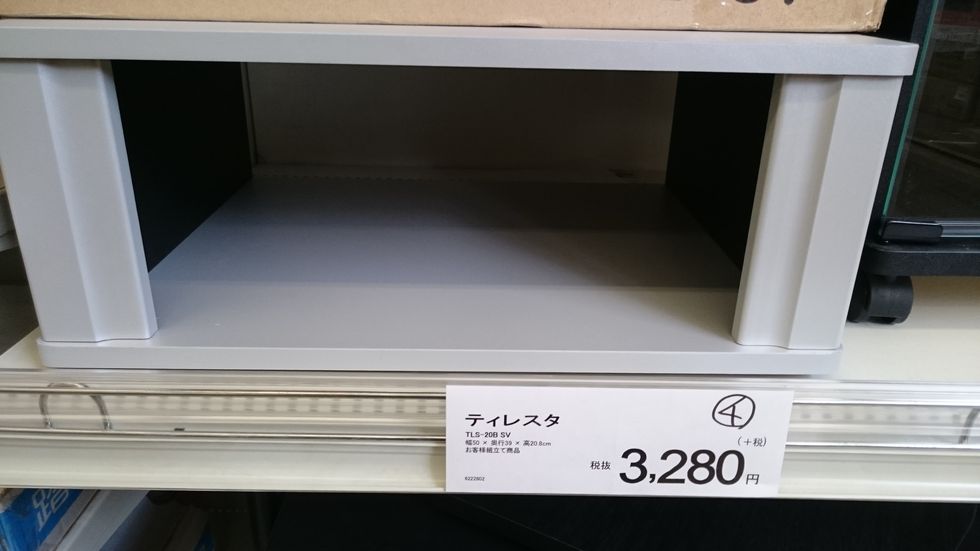 ティレスタ
④
TLS-20B SV
幅50 × 奥行39 × 高20.8cm
お客様組立て商品
(+税)
税抜 3,280円
6222802